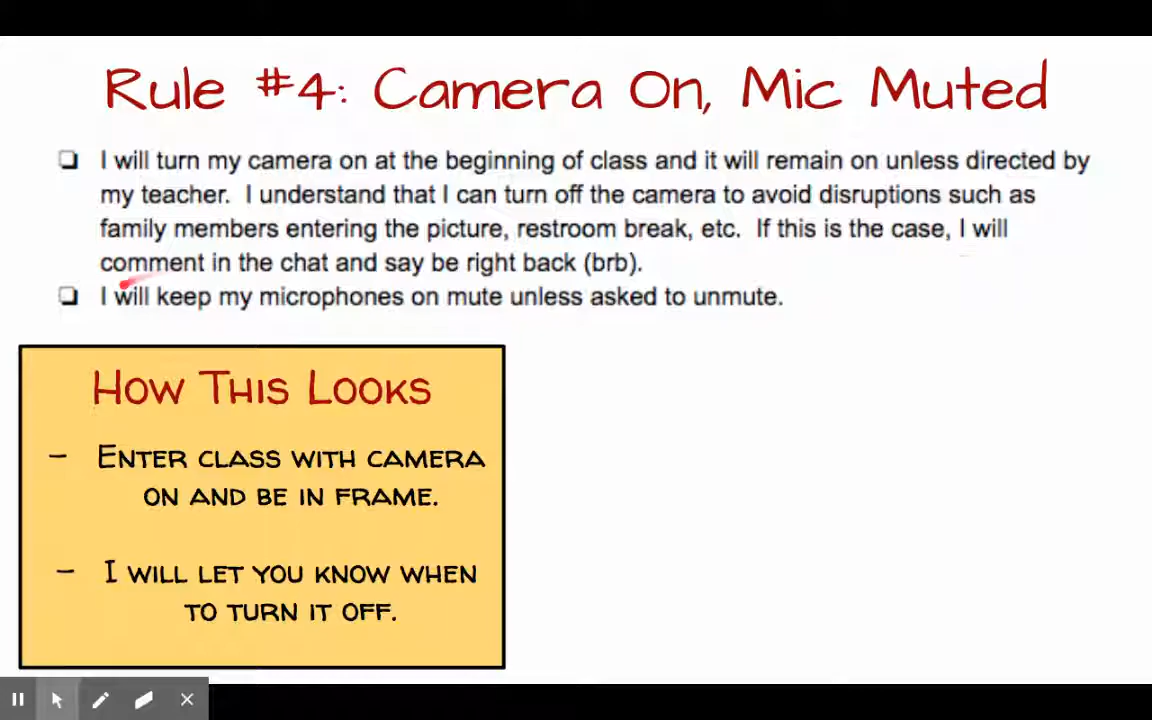 Rule #4: Camera On, Mic Muted
I will turn my camera on at the beginning of class and it will remain on unless directed by
my teacher. I understand that I can turn off the camera to avoid disruptions such as
family members entering the picture, restroom break, etc. If this is the case, I will
comment in the chat and say be right back (brb).
I will keep my microphones on mute unless asked to unmute.
How This Looks
- Enter class with camera
on and be in frame.
- I will let you know when
to turn it off.